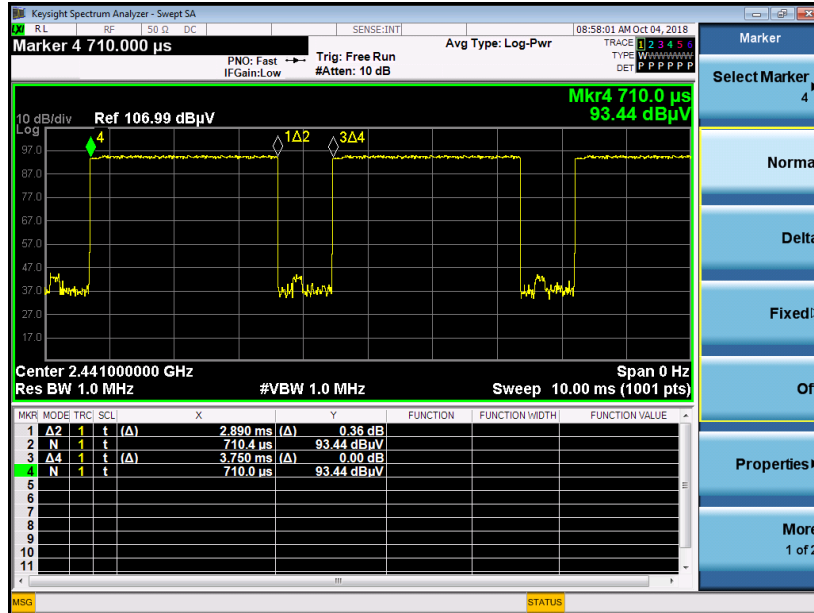 Keysight Spectrum Analyzer - Swept SA
LXI RL RF 50 Ω DC SENSE:INT 08:58:01 AM Oct 04, 2018
Marker 4 710.000 µs
PNO: Fast
IFGain:Low
Trig: Free Run
#Atten: 10 dB
Avg Type: Log-Pwr
TRACE 1 2 3 4 5 6
TYPE W
DET P P P P P P
Mkr4 710.0 µs
93.44 dBµV
10 dB/div Ref 106.99 dBµV
Log
4 1Δ2 3Δ4
97.0
87.0
77.0
67.0
57.0
47.0
37.0
27.0
17.0
Center 2.441000000 GHz Span 0 Hz
Res BW 1.0 MHz #VBW 1.0 MHz Sweep 10.00 ms (1001 pts)
MKR MODE TRC SCL X Y FUNCTION FUNCTION WIDTH FUNCTION VALUE
1 Δ2 1 t (Δ) 2.890 ms (Δ) 0.36 dB
2 N 1 t 710.4 µs 93.44 dBµV
3 Δ4 1 t (Δ) 3.750 ms (Δ) 0.00 dB
4 N 1 t 710.0 µs 93.44 dBµV
5
6
7
8
9
10
11
MSG STATUS
Marker
Select Marker
4
Norma
Delta
Fixed
Of
Properties
More
1 of 2